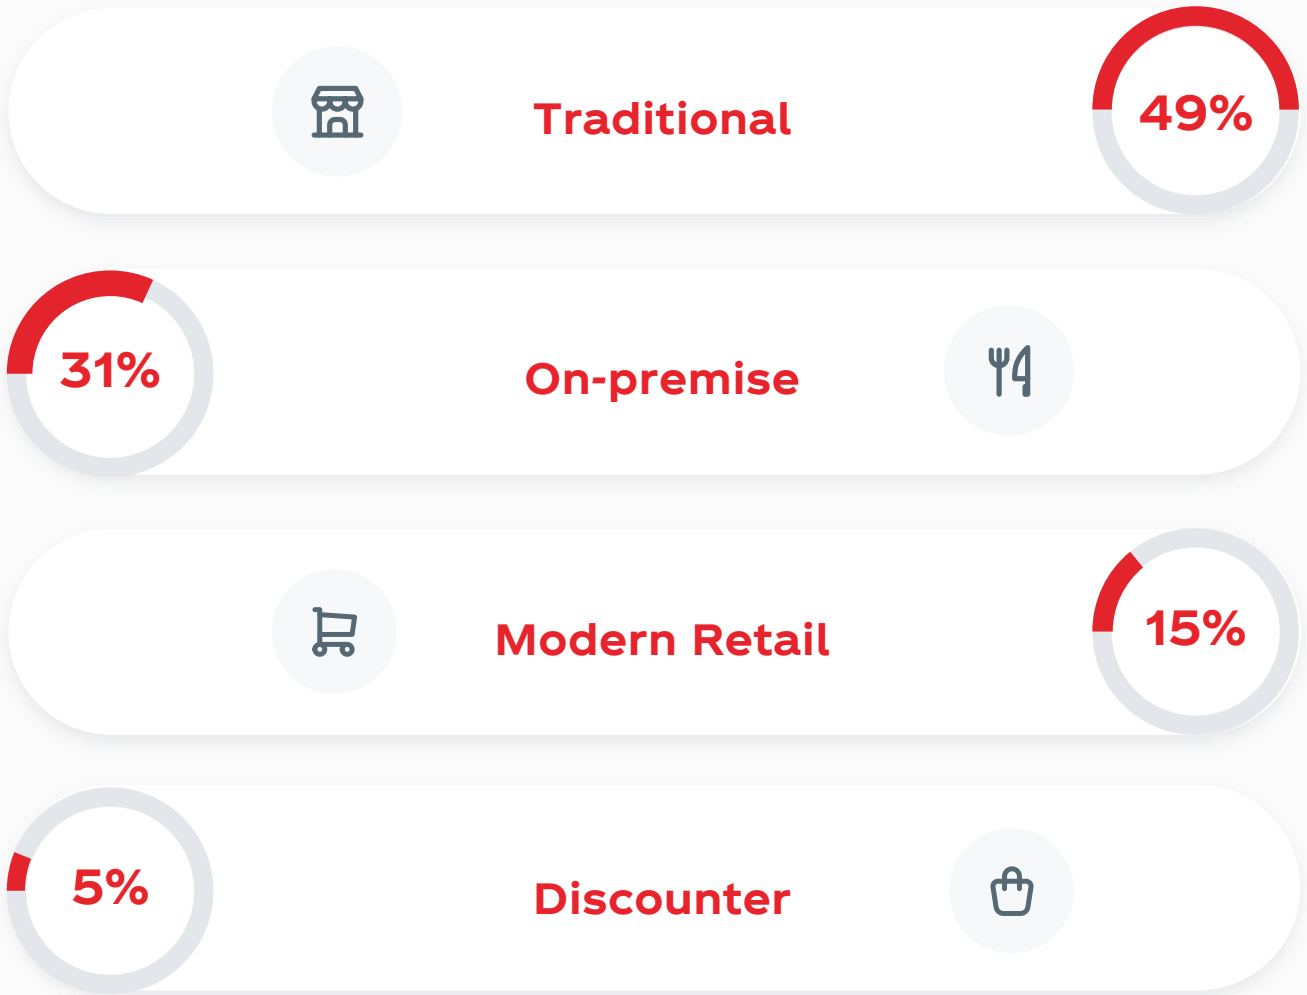 Traditional
49%
31%
On-premise
Modern Retail
15%
5%
Discounter